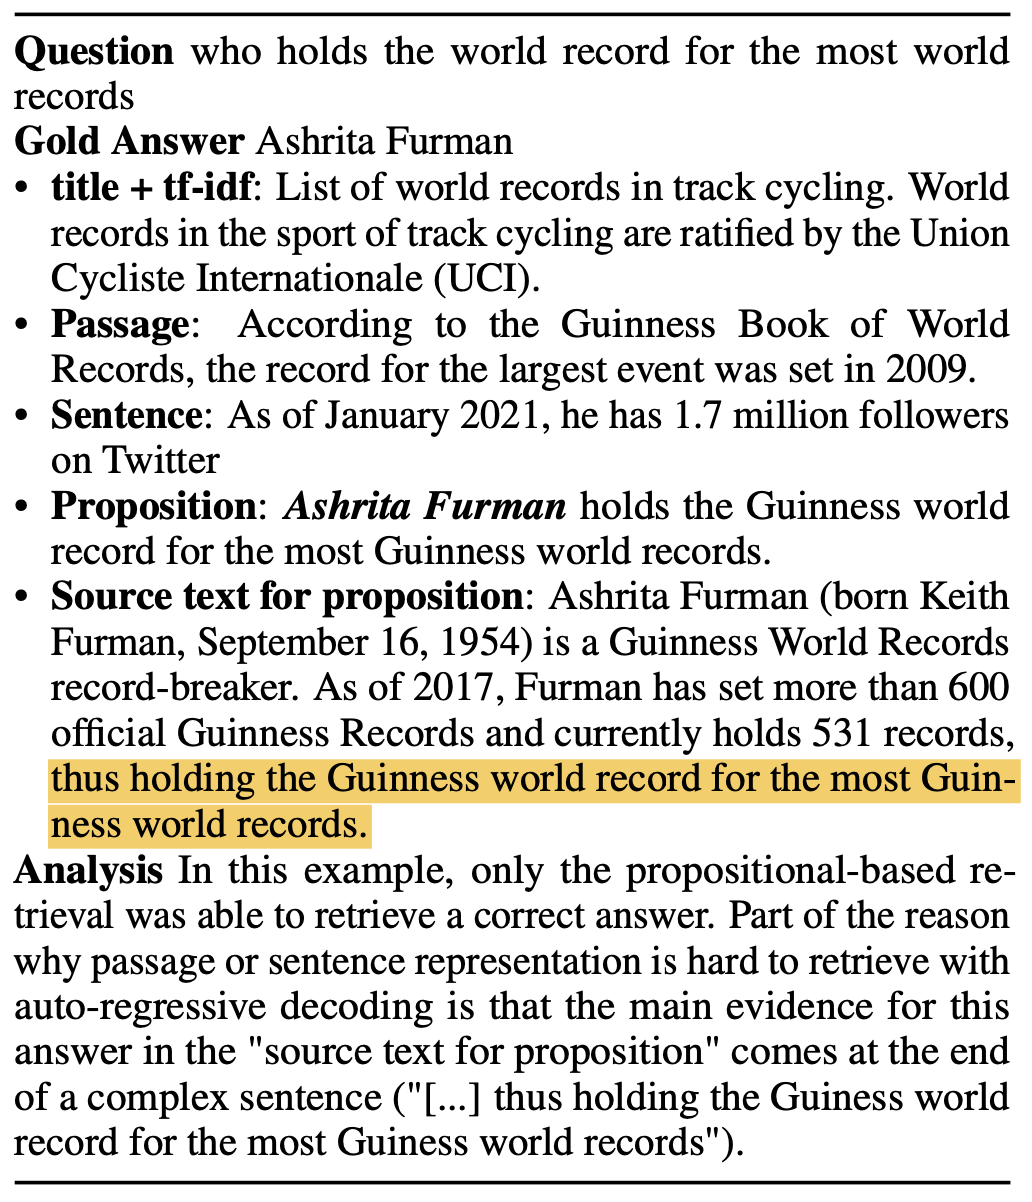 Question who holds the world record for the most world
records
Gold Answer Ashrita Furman
• title + tf-idf: List of world records in track cycling. World
records in the sport of track cycling are ratified by the Union
Cycliste Internationale (UCI).
• Passage: According to the Guinness Book of World
Records, the record for the largest event was set in 2009.
• Sentence: As of January 2021, he has 1.7 million followers
on Twitter
• Proposition: Ashrita Furman holds the Guinness world
record for the most Guinness world records.
• Source text for proposition: Ashrita Furman (born Keith
Furman, September 16, 1954) is a Guinness World Records
record-breaker. As of 2017, Furman has set more than 600
official Guinness Records and currently holds 531 records,
thus holding the Guinness world record for the most Guin-
ness world records.
Analysis In this example, only the propositional-based re-
trieval was able to retrieve a correct answer. Part of the reason
why passage or sentence representation is hard to retrieve with
auto-regressive decoding is that the main evidence for this
answer in the "source text for proposition" comes at the end
of a complex sentence ("[...] thus holding the Guiness world
record for the most Guiness world records").